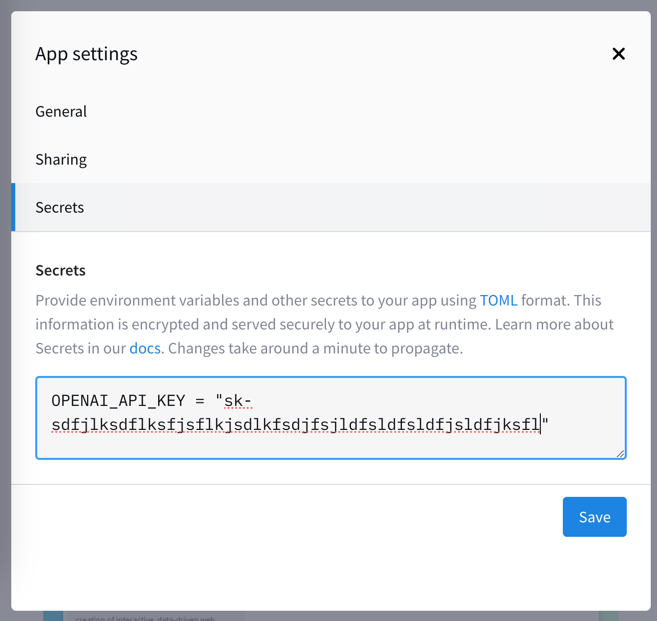 App settings
General
Sharing
Secrets
Secrets
Provide environment variables and other secrets to your app using TOML format. This
information is encrypted and served securely to your app at runtime. Learn more about
Secrets in our docs. Changes take around a minute to propagate.
OPENAI_API_KEY = "sk-
sdfjlksdflksfjsflkjsdlkfsdjfsjldfsldfsldfjsldfjksfl"
Save
creation of interactive, data-driven web